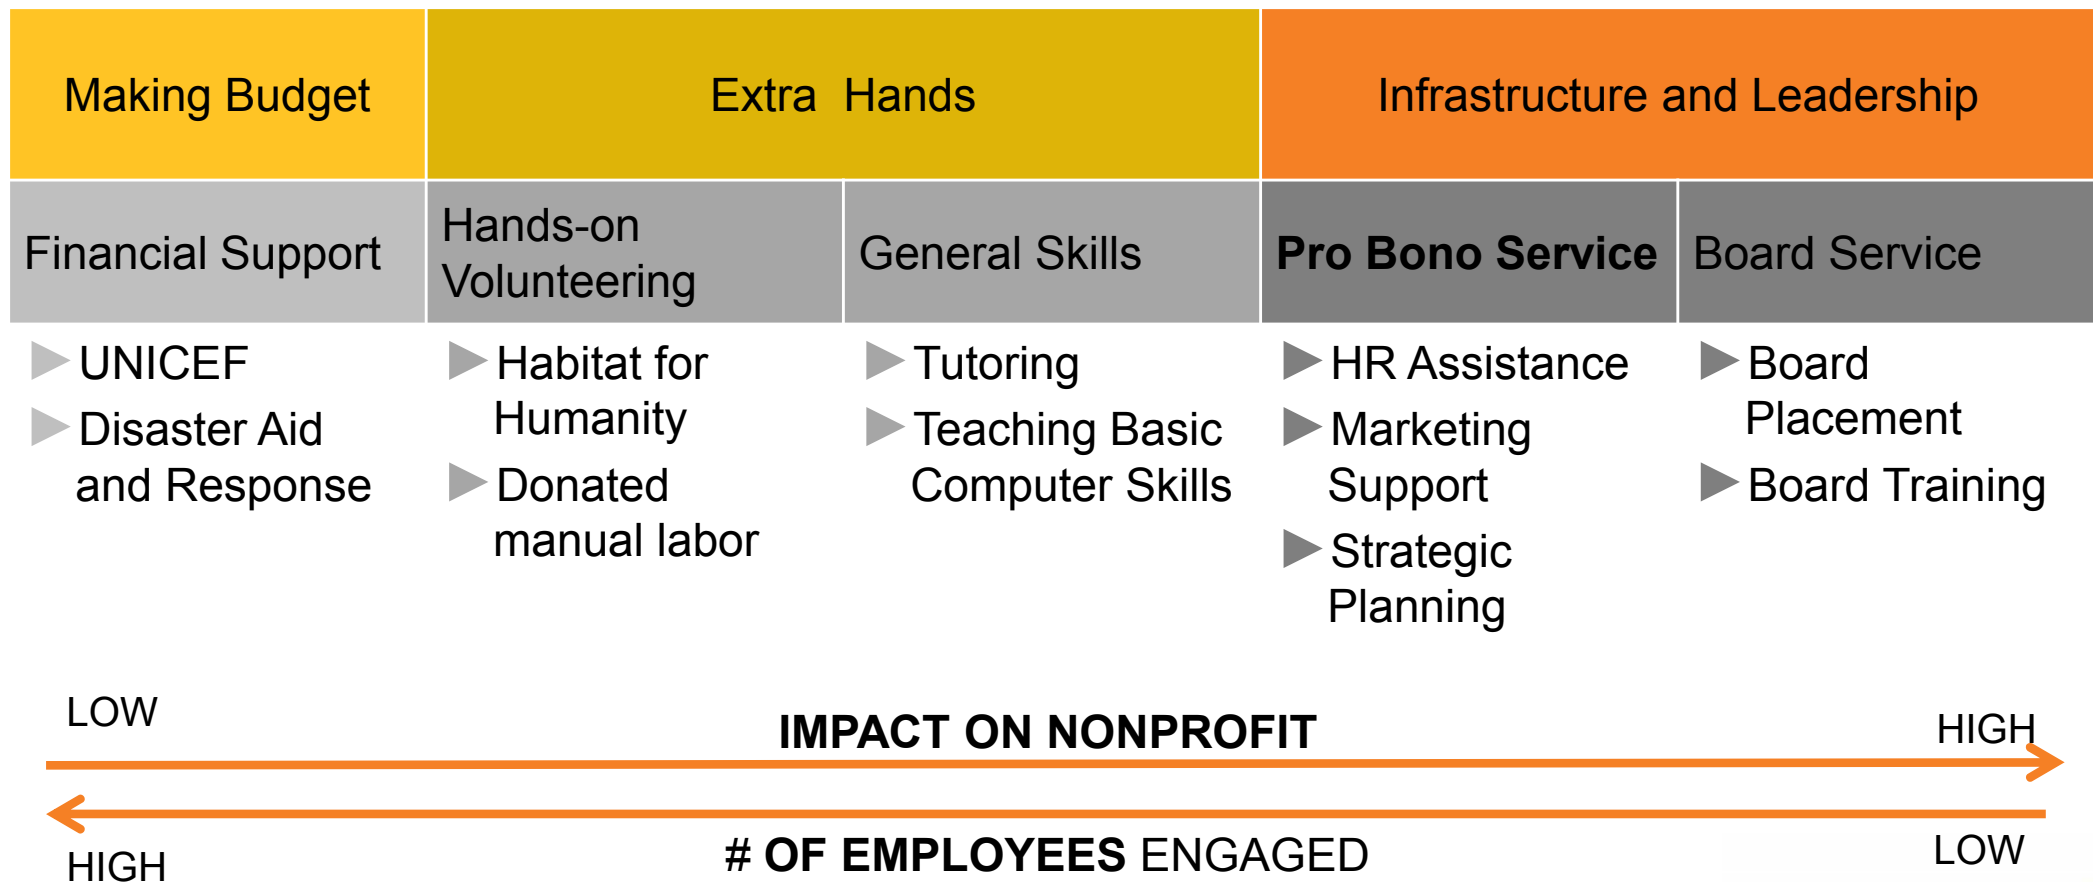 Making Budget
Extra Hands
Infrastructure and Leadership
Financial Support
Hands-on
Volunteering
General Skills
Pro Bono Service
Board Service
UNICEF
Disaster Aid
and Response
Habitat for
Humanity
Donated
manual labor
Tutoring
Teaching Basic
Computer Skills
HR Assistance
Marketing
Support
Strategic
Planning
Board
Placement
Board Training
LOW
IMPACT ON NONPROFIT
HIGH
HIGH
# OF EMPLOYEES ENGAGED
LOW